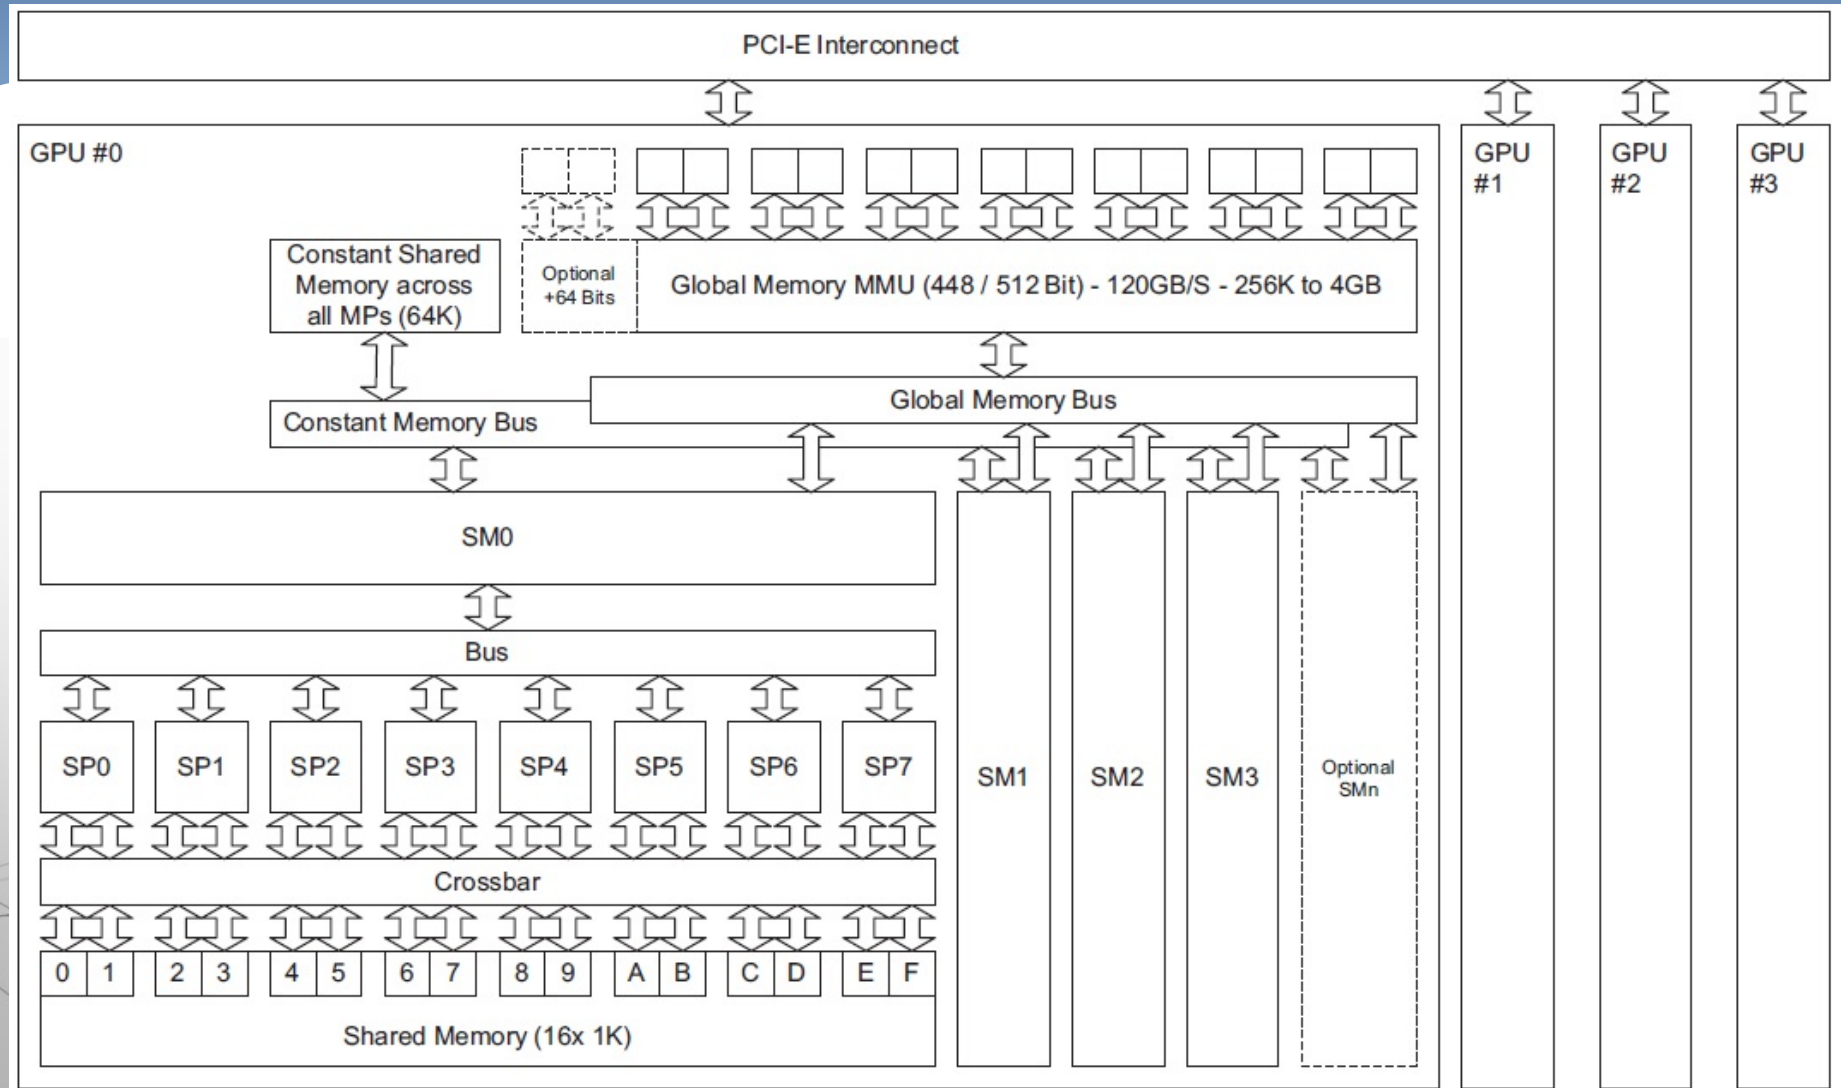 PCI-E Interconnect
GPU #0
GPU
#1
GPU
#2
GPU
#3
Constant Shared
Memory across
all MPs (64K)
Optional
+64 Bits
Global Memory MMU (448 / 512 Bit) - 120GB/S - 256K to 4GB
Global Memory Bus
Constant Memory Bus
SM0
Bus
SP0 SP1 SP2 SP3 SP4 SP5 SP6 SP7
SM1
SM2
SM3
Optional
SMn
Crossbar
0 1 2 3 4 5 6 7 8 9 A B C D E F
Shared Memory (16x 1K)